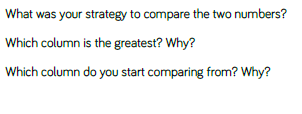 What was your strategy to compare the two numbers?
Which column is the greatest? Why?
Which column do you start comparing from? Why?